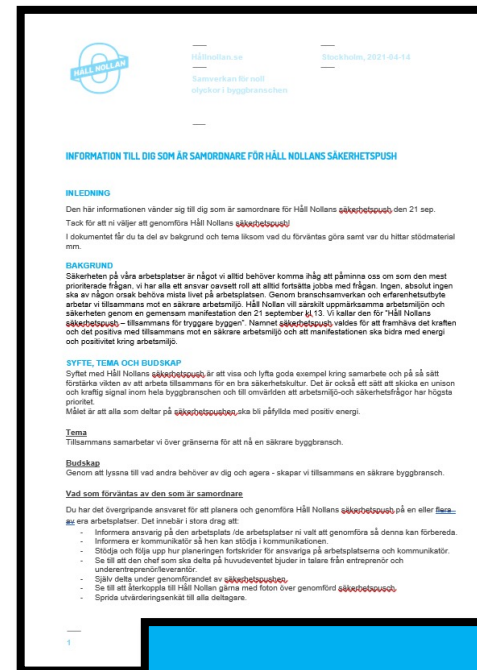 HÅLL NOLLAN
Hållnollan.se
Stockholm, 2021-04-14
Samverkan för noll
olyckor i byggbranschen
INFORMATION TILL DIG SOM ÄR SAMORDNARE FÖR HÅLL NOLLANS SÄKERHETSPUSH
INLEDNING
Den här informationen vänder sig till dig som är samordnare för Håll Nollans säkerhetspush den 21 sep.
Tack för att ni väljer att genomföra Håll Nollans säkerhetspush!
I dokumentet får du ta del av bakgrund och tema liksom vad du förväntas göra samt var du hittar stödmaterial
mm.
BAKGRUND
Säkerheten på våra arbetsplatser är något vi alltid behöver komma ihåg att påminna oss om som den mest
prioriterade frågan, vi har alla ett ansvar oavsett roll att alltid fortsätta jobba med frågan. Ingen, absolut ingen
ska av någon orsak behöva mista livet på arbetsplatsen. Genom branschsamverkan och erfarenhetsutbyte
arbetar vi tillsammans mot en säkrare arbetsmiljö. Håll Nollan vill särskilt uppmärksamma arbetsmiljön och
säkerheten genom en gemensam manifestation den 21 september kl.13. Vi kallar den för "Håll Nollans
säkerhetspush – tillsammans för tryggare byggen". Namnet säkerhetspush valdes för att framhäva det kraften
och det positiva med tillsammans mot en säkrare arbetsmiljö och att manifestationen ska bidra med energi
och positivitet kring arbetsmiljö.
SYFTE, TEMA OCH BUDSKAP
Syftet med Håll Nollans säkerhetspush är att visa och lyfta goda exempel kring samarbete och på så sätt
förstärka vikten av att arbeta tillsammans för en bra säkerhetskultur. Det är också ett sätt att skicka en unison
och kraftig signal inom hela byggbranschen och till omvärlden att arbetsmiljö-och säkerhetsfrågor har högsta
prioritet.
Målet är att alla som deltar på säkerhetspushen ska bli påfyllda med positiv energi.
Tema
Tillsammans samarbetar vi över gränserna för att nå en säkrare byggbransch.
Budskap
Genom att lyssna till vad andra behöver av dig och agera - skapar vi tillsammans en säkrare byggbransch.
Vad som förväntas av den som är samordnare
Du har det övergripande ansvaret för att planera och genomföra Håll Nollans säkerhetspush på en eller flera
av era arbetsplatser. Det innebär i stora drag att:
- Informera ansvarig på den arbetsplats /de arbetsplatser ni valt att genomföra så denna kan förbereda.
- Informera er kommunikatör så hen kan stödja i kommunikationen.
- Stödja och följa upp hur planeringen fortskrider för ansvariga på arbetsplatserna och kommunikatör.
- Se till att den chef som ska delta på huvudeventet bjuder in talare från entreprenör och
underentreprenör/leverantör.
- Själv delta under genomförandet av säkerhetspushen.
- Se till att återkoppla till Håll Nollan gärna med foton över genomförd säkerhetspusch.
- Sprida utvärderingsenkät till alla deltagare.
1